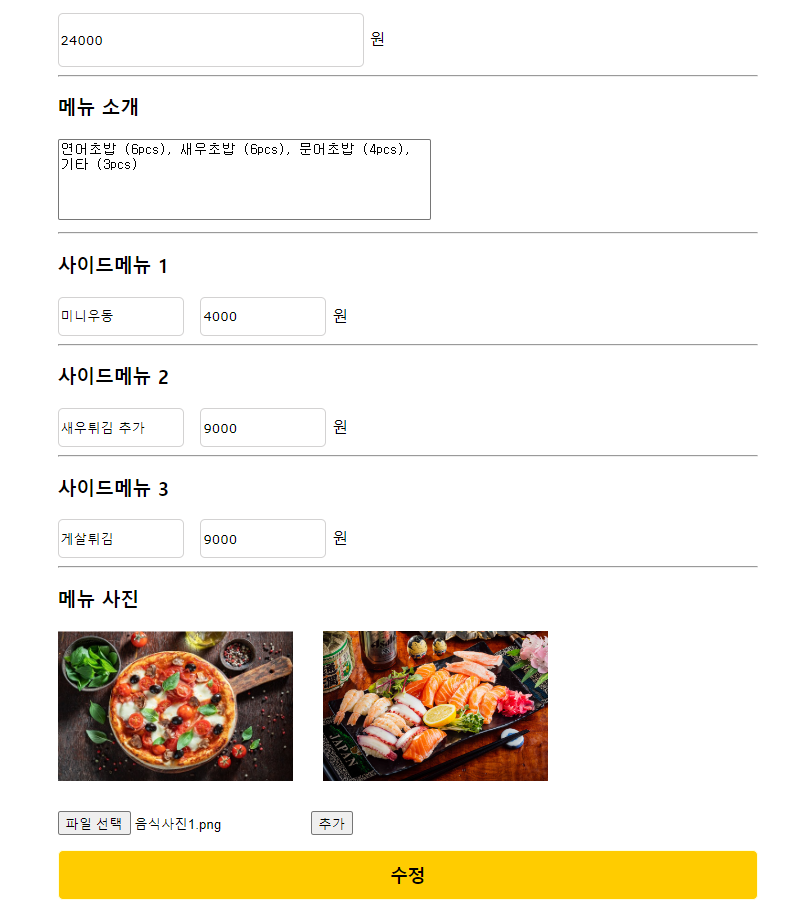 24000 원
메뉴 소개
연어초밥 (6pcs), 새우초밥 (6pcs), 문어초밥 (4pcs),
기타 (3pcs)
사이드메뉴 1
미니우동 4000 원
사이드메뉴 2
새우튀김 추가 9000 원
사이드메뉴 3
게살튀김 9000 원
메뉴 사진
JAPAN
파일 선택 음식사진1.png 추가
수정